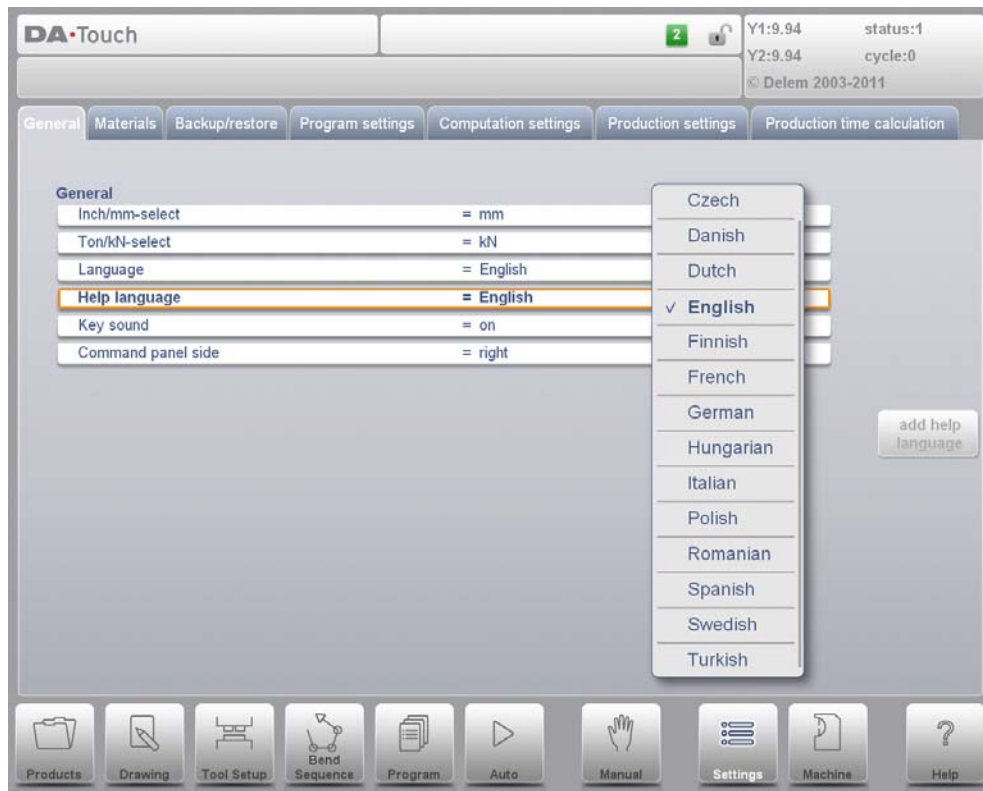 DA·Touch
2
Y1:9.94 status:1
Y2:9.94 cycle:0
© Delem 2003-2011
General Materials Backup/restore Program settings Computation settings Production settings Production time calculation
General
Inch/mm-select = mm
Ton/kN-select = kN
Language = English
Help language = English
Key sound = on
Command panel side = right
Czech
Danish
Dutch
✓ English
Finnish
French
German
Hungarian
Italian
Polish
Romanian
Spanish
Swedish
Turkish
add help
language
Products Drawing Tool Setup Bend Sequence Program Auto Manual Settings Machine Help